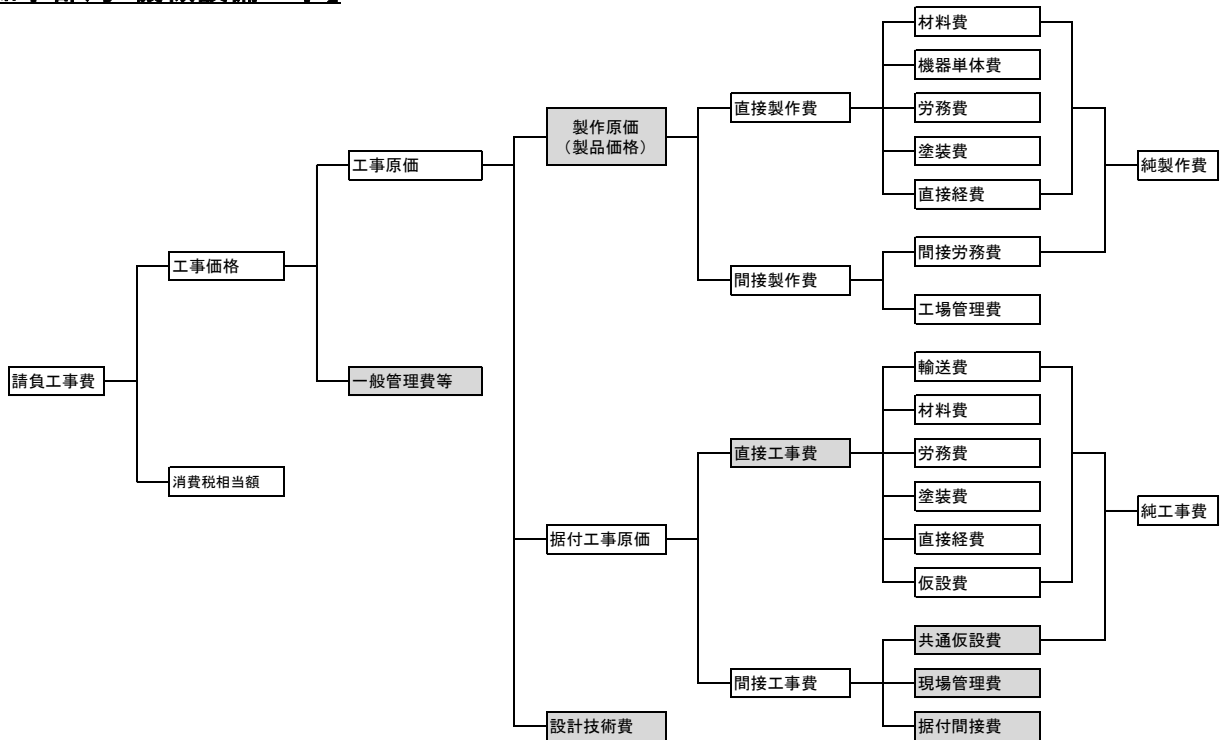 材料費
機器単体費
直接製作費
労務費
製作原価
（製品価格）
塗装費
工事原価
純製作費
直接経費
間接労務費
工事価格
間接製作費
工場管理費
輸送費
請負工事費
一般管理費等
材料費
直接工事費
労務費
消費税相当額
塗装費
純工事費
据付工事原価
直接経費
仮設費
共通仮設費
間接工事費
現場管理費
設計技術費
据付間接費